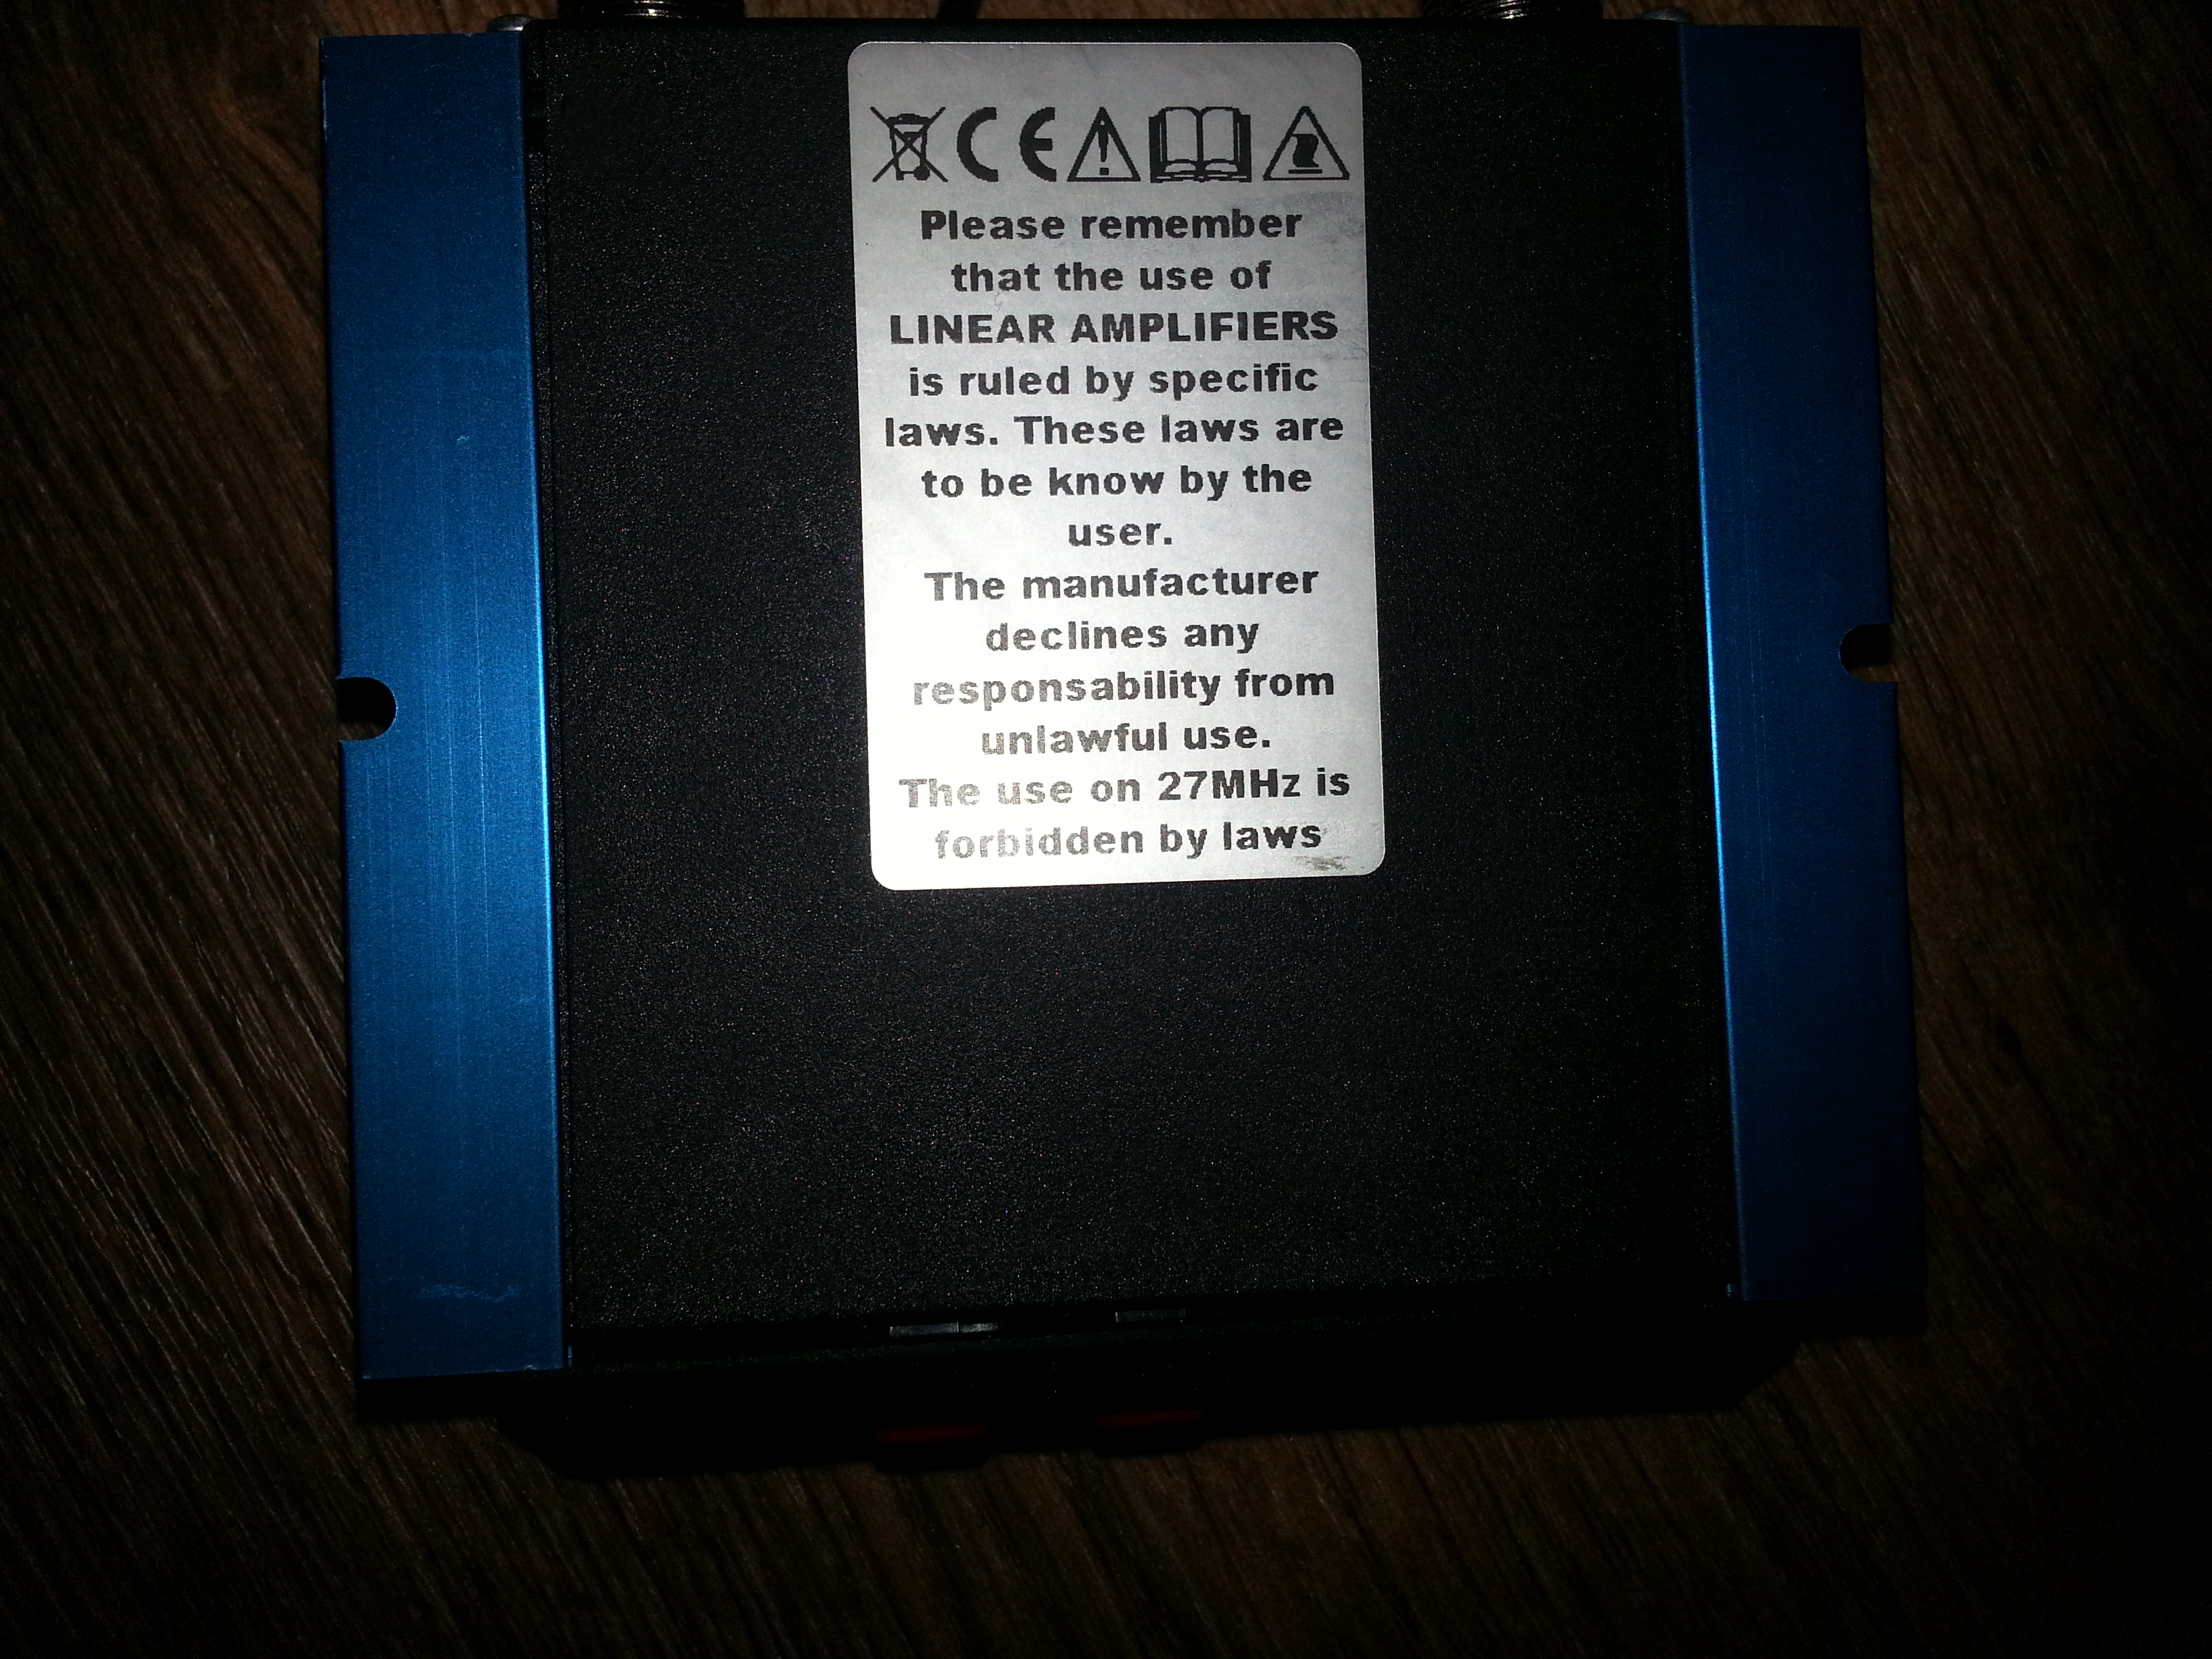 CE
Please remember
that the use of
LINEAR AMPLIFIERS
is ruled by specific
laws. These laws are
to be know by the
user.
The manufacturer
declines any
responsability from
unlawful use.
The use on 27MHz is
forbidden by laws